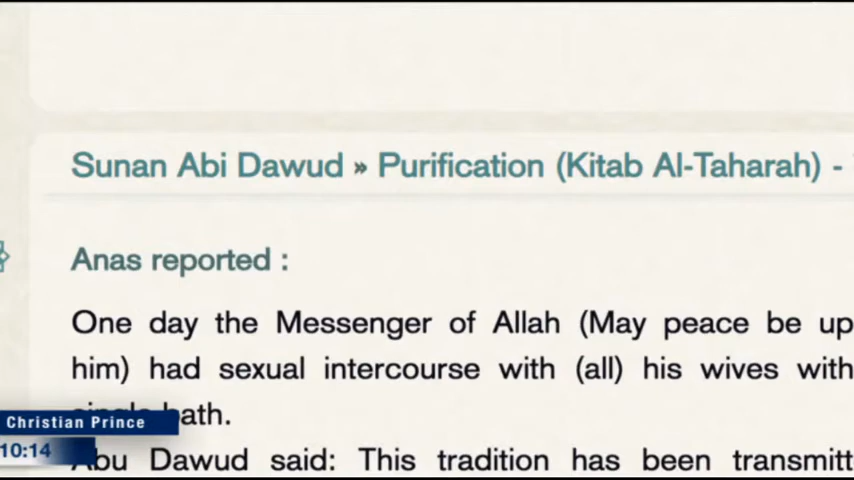 Sunan Abi Dawud » Purification (Kitab Al-Taharah) -
Anas reported :
One day the Messenger of Allah (May peace be up
him) had sexual intercourse with (all) his wives with
single bath.
Abu Dawud said: This tradition has been transmitt
Christian Prince
10:14